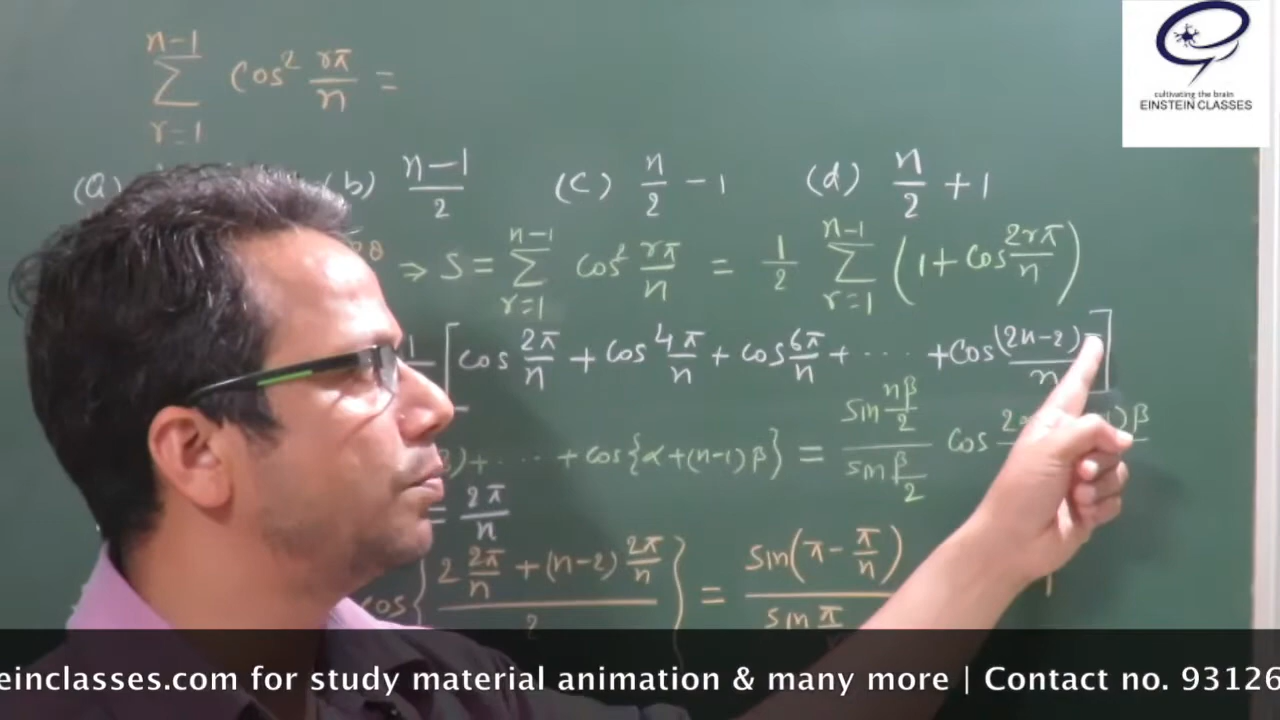 cultivating the brain
EINSTEIN CLASSES
n-1
∑ cos² rπ/n =
r=1
(a) (b) n-1/2 (c) n/2 - 1 (d) n/2 + 1
⇒ S = ∑_{r=1}^{n-1} cos² rπ/n = 1/2 ∑_{r=1}^{n-1} (1 + cos 2rπ/n)
[cos 2π/n + cos 4π/n + cos 6π/n + .... + cos (2n-2)π/n]
+ .... + cos{α+(n-1)β} = sin nβ/2 / sin β/2 cos
= 2π/n
cos{2 2π/n + (n-2) 2π/n / 2} = sin(π - π/n) / sin π
einclasses.com for study material animation & many more | Contact no. 93126